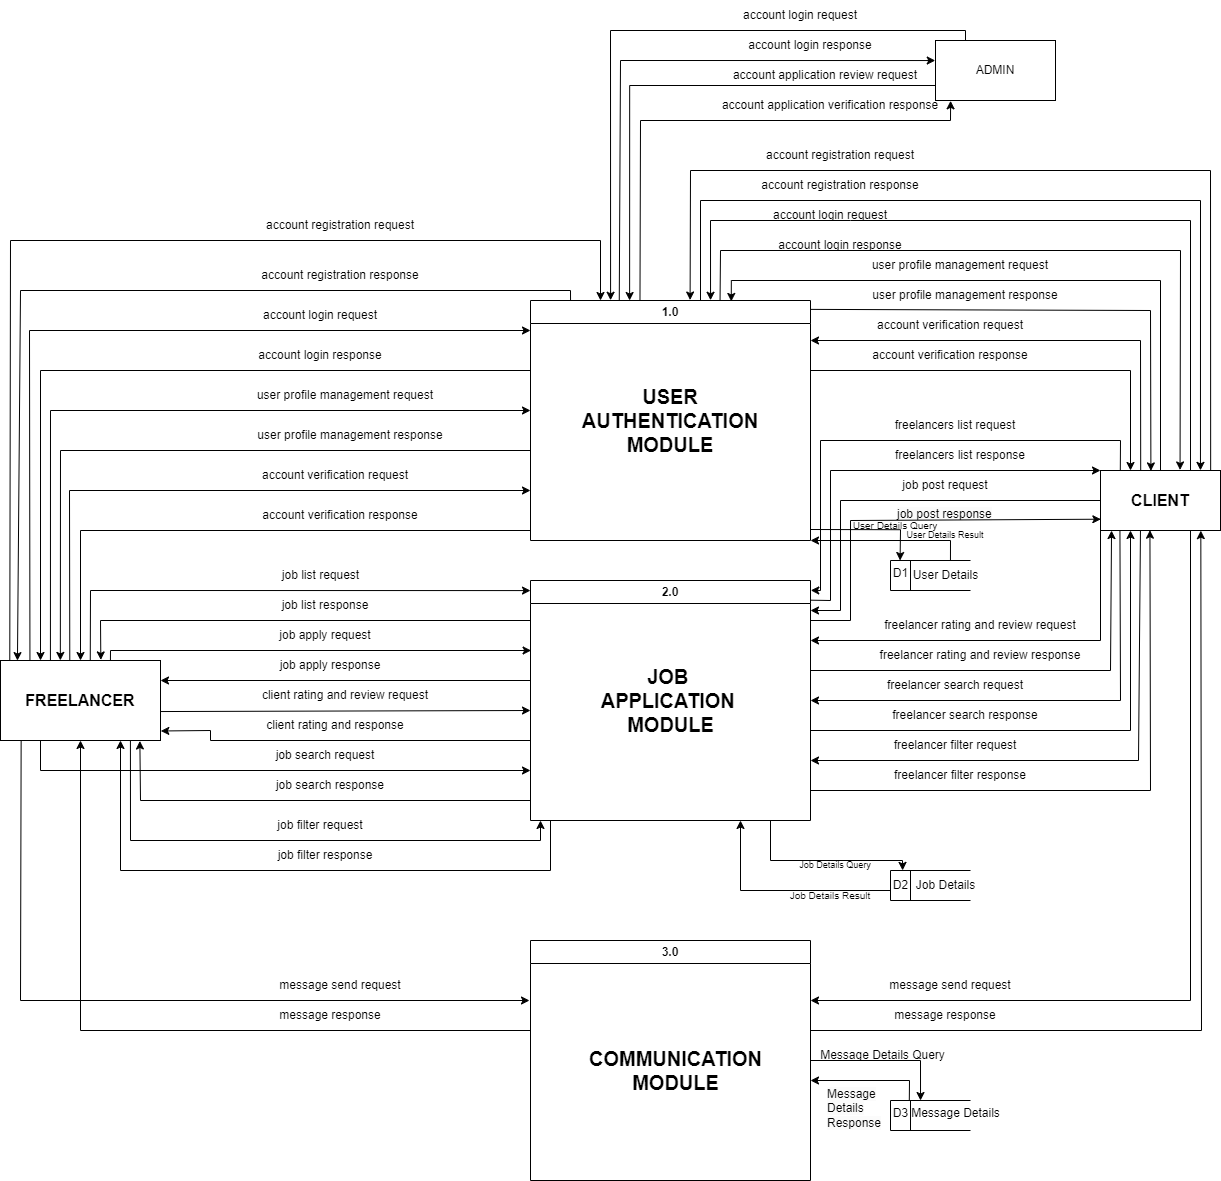 account login request
account login response
ADMIN
account application review request
account application verification response
account registration request
account registration response
account login request
account login response
user profile management request
user profile management response
account verification request
account verification response
account registration request
account registration response
account login request
account login response
user profile management request
user profile management response
account verification request
account verification response
1.0
USER
AUTHENTICATION
MODULE
freelancers list request
freelancers list response
job post request
job post response
CLIENT
User Details Query
User Details Result
D1
User Details
job list request
job list response
job apply request
job apply response
client rating and review request
client rating and response
job search request
job search response
job filter request
job filter response
FREELANCER
2.0
JOB
APPLICATION
MODULE
freelancer rating and review request
freelancer rating and review response
freelancer search request
freelancer search response
freelancer filter request
freelancer filter response
Job Details Query
D2
Job Details
Job Details Result
3.0
COMMUNICATION
MODULE
message send request
message response
message send request
message response
Message Details Query
Message
Details
Response
D3
Message Details